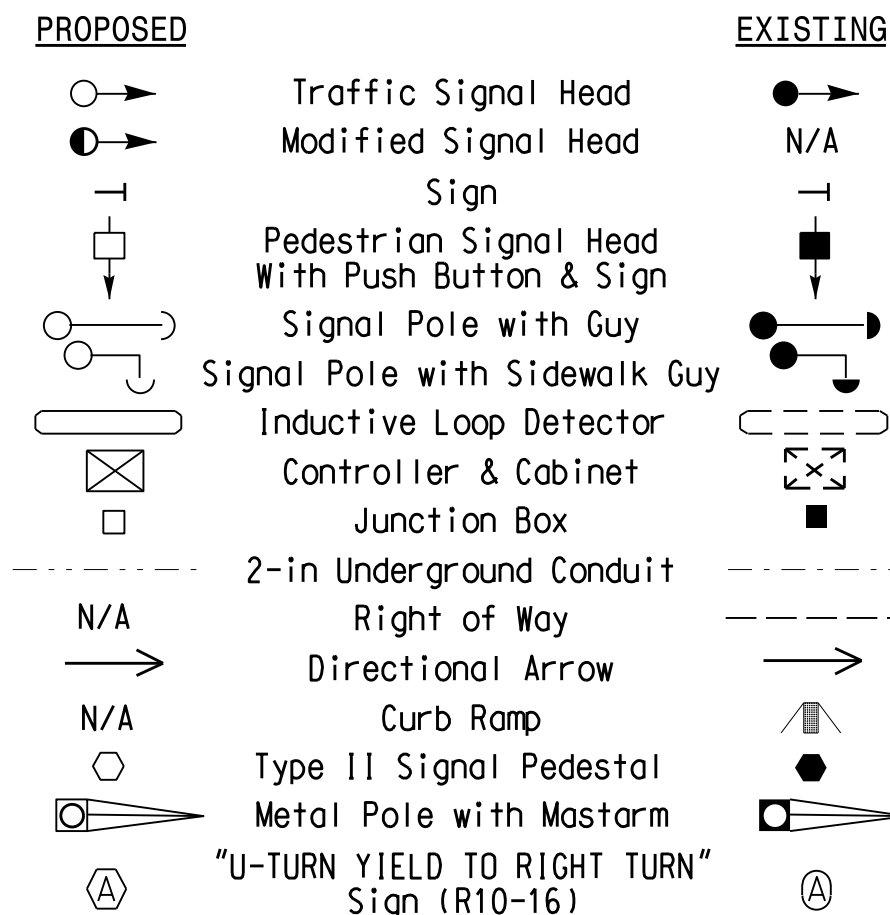 PROPOSED EXISTING
Traffic Signal Head
Modified Signal Head N/A
Sign
Pedestrian Signal Head
With Push Button & Sign
Signal Pole with Guy
Signal Pole with Sidewalk Guy
Inductive Loop Detector
Controller & Cabinet
Junction Box
2-in Underground Conduit
N/A Right of Way
Directional Arrow
N/A Curb Ramp
Type II Signal Pedestal
Metal Pole with Mastarm
"U-TURN YIELD TO RIGHT TURN"
A Sign (R10-16) A